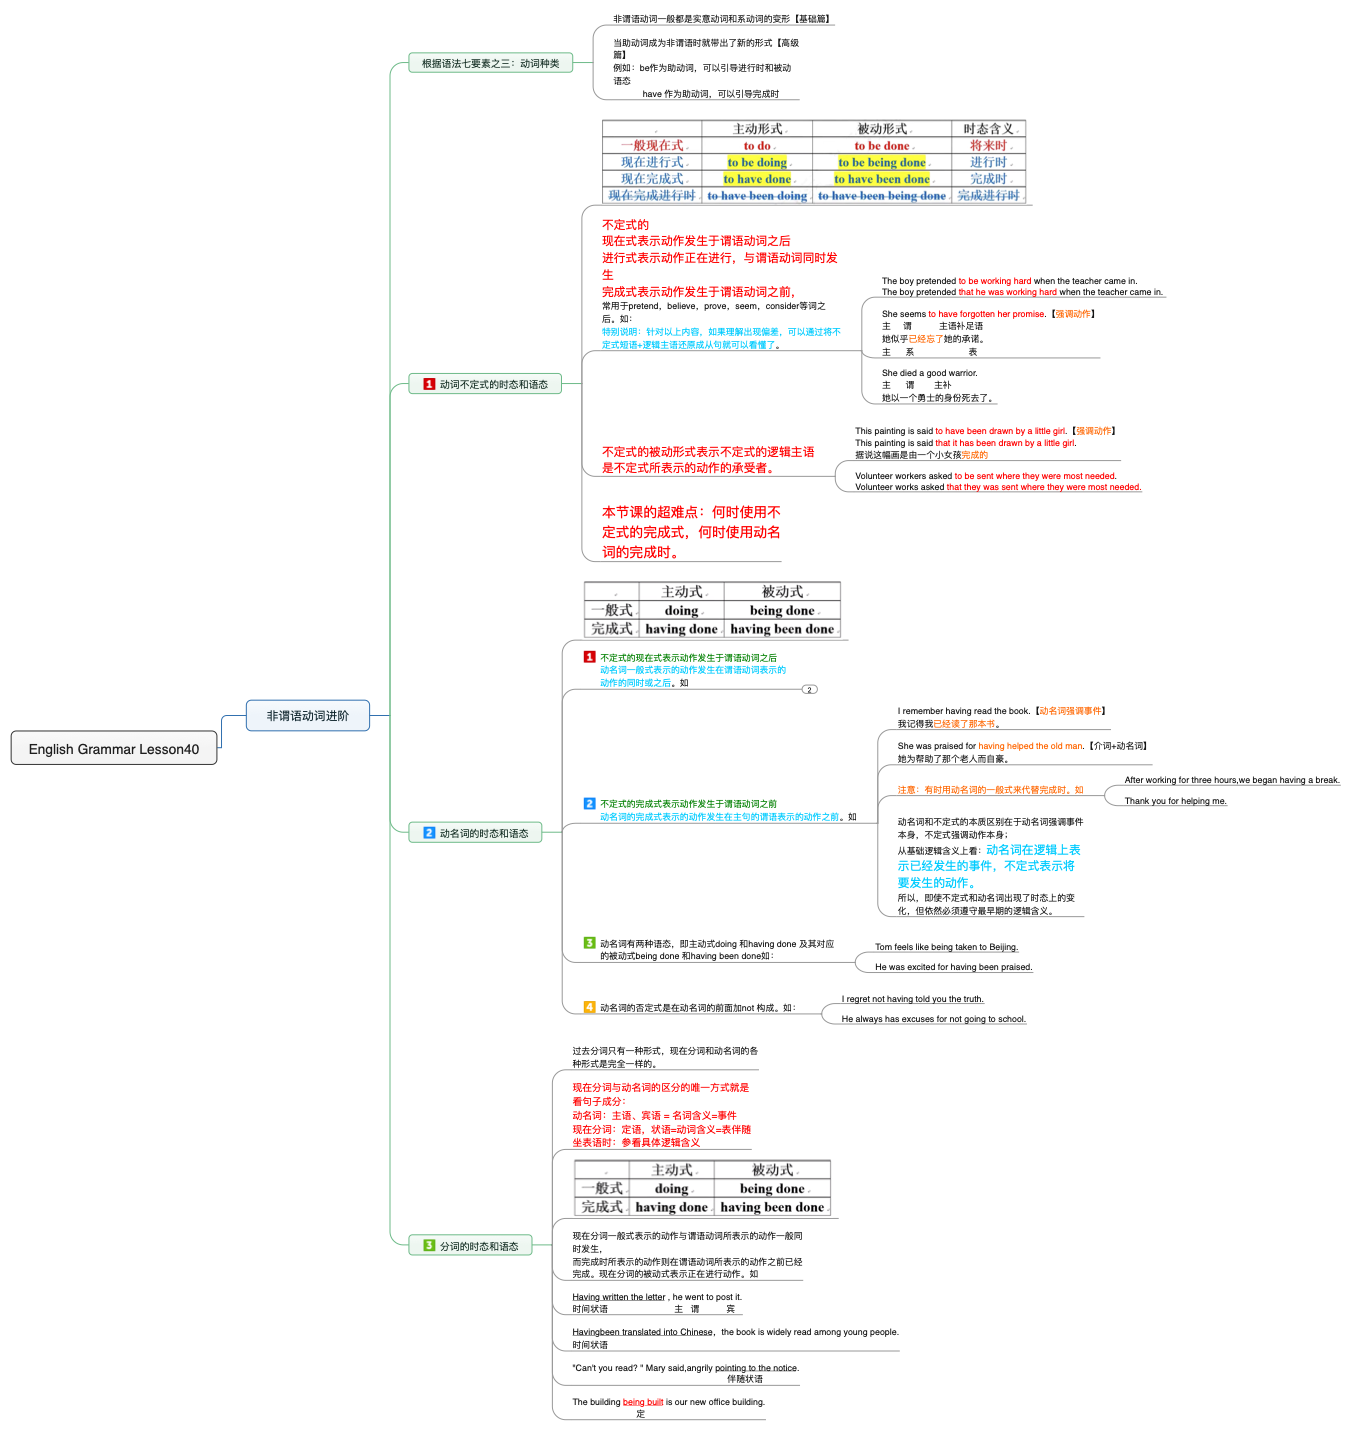 English Grammar Lesson40
非谓语动词进阶
根据语法七要素之三：动词种类
非谓语动词一般都是实意动词和系动词的变形【基础篇】
当助动词成为非谓语时就带出了新的形式【高级
篇】
例如：be作为助动词，可以引导进行时和被动
语态
have 作为助动词，可以引导完成时
1 动词不定式的时态和语态
主动形式 被动形式 时态含义
一般现在式 to do to be done 将来时
现在进行式 to be doing to be being done 进行时
现在完成式 to have done to have been done 完成时
现在完成进行时 to have been doing to have been being done 完成进行时
不定式的
现在式表示动作发生于谓语动词之后
进行式表示动作正在进行，与谓语动词同时发
生
完成式表示动作发生于谓语动词之前，
常用于pretend，believe，prove，seem，consider等词之
后。如：
特别说明：针对以上内容，如果理解出现偏差，可以通过将不
定式短语+逻辑主语还原成从句就可以看懂了。
The boy pretended to be working hard when the teacher came in.
The boy pretended that he was working hard when the teacher came in.
She seems to have forgotten her promise.【强调动作】
主 谓 主语补足语
她似乎已经忘了她的承诺。
主 系 表
She died a good warrior.
主 谓 主补
她以一个勇士的身份死去了。
不定式的被动形式表示不定式的逻辑主语
是不定式所表示的动作的承受者。
This painting is said to have been drawn by a little girl.【强调动作】
This painting is said that it has been drawn by a little girl.
据说这幅画是由一个小女孩完成的
Volunteer workers asked to be sent where they were most needed.
Volunteer works asked that they was sent where they were most needed.
本节课的超难点：何时使用不
定式的完成式，何时使用动名
词的完成时。
2 动名词的时态和语态
主动式 被动式
一般式 doing being done
完成式 having done having been done
1 不定式的现在式表示动作发生于谓语动词之后
动名词一般式表示的动作发生在谓语动词表示的
动作的同时或之后。如
2
2 不定式的完成式表示动作发生于谓语动词之前
动名词的完成式表示的动作发生在主句的谓语表示的动作之前。如
I remember having read the book.【动名词强调事件】
我记得我已经读了那本书。
She was praised for having helped the old man.【介词+动名词】
她为帮助了那个老人而自豪。
注意：有时用动名词的一般式来代替完成时。如
After working for three hours,we began having a break.
Thank you for helping me.
动名词和不定式的本质区别在于动名词强调事件
本身，不定式强调动作本身；
从基础逻辑含义上看：动名词在逻辑上表
示已经发生的事件，不定式表示将
要发生的动作。
所以，即使不定式和动名词出现了时态上的变
化，但依然必须遵守最早期的逻辑含义。
3 动名词有两种语态，即主动式doing 和having done 及其对应
的被动式being done 和having been done如：
Tom feels like being taken to Beijing.
He was excited for having been praised.
4 动名词的否定式是在动名词的前面加not 构成。如：
I regret not having told you the truth.
He always has excuses for not going to school.
3 分词的时态和语态
过去分词只有一种形式，现在分词和动名词的各
种形式是完全一样的。
现在分词与动名词的区分的唯一方式就是
看句子成分：
动名词：主语、宾语 = 名词含义=事件
现在分词：定语，状语=动词含义=表伴随
坐表语时：参看具体逻辑含义
主动式 被动式
一般式 doing being done
完成式 having done having been done
现在分词一般式表示的动作与谓语动词所表示的动作一般同
时发生，
而完成时所表示的动作则在谓语动词所表示的动作之前已经
完成。现在分词的被动式表示正在进行动作。如
Having written the letter , he went to post it.
时间状语 主 谓 宾
Havingbeen translated into Chinese，the book is widely read among young people.
时间状语
"Can't you read? " Mary said,angrily pointing to the notice.
伴随状语
The building being built is our new office building.
定